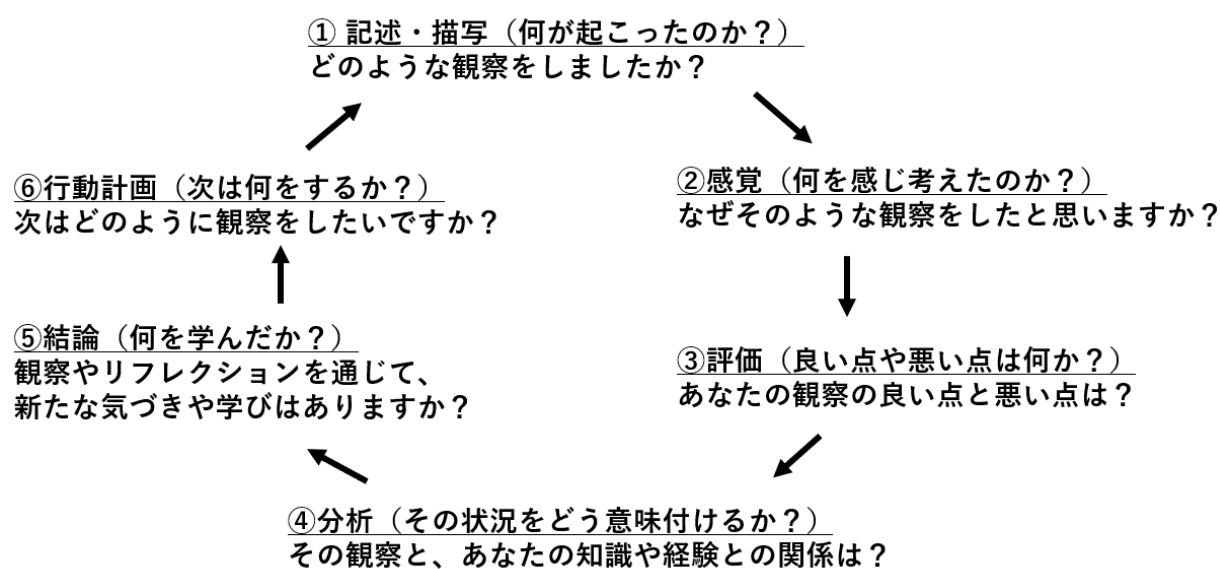 ① 記述・描写（何が起こったのか？）
どのような観察をしましたか？
②感覚（何を感じ考えたのか？）
なぜそのような観察をしたと思いますか？
③評価（良い点や悪い点は何か？）
あなたの観察の良い点と悪い点は？
④分析（その状況をどう意味付けるか？）
その観察と、あなたの知識や経験との関係は？
⑤結論（何を学んだか？）
観察やリフレクションを通じて、
新たな気づきや学びはありますか？
⑥行動計画（次は何をするか？）
次はどのように観察をしたいですか？